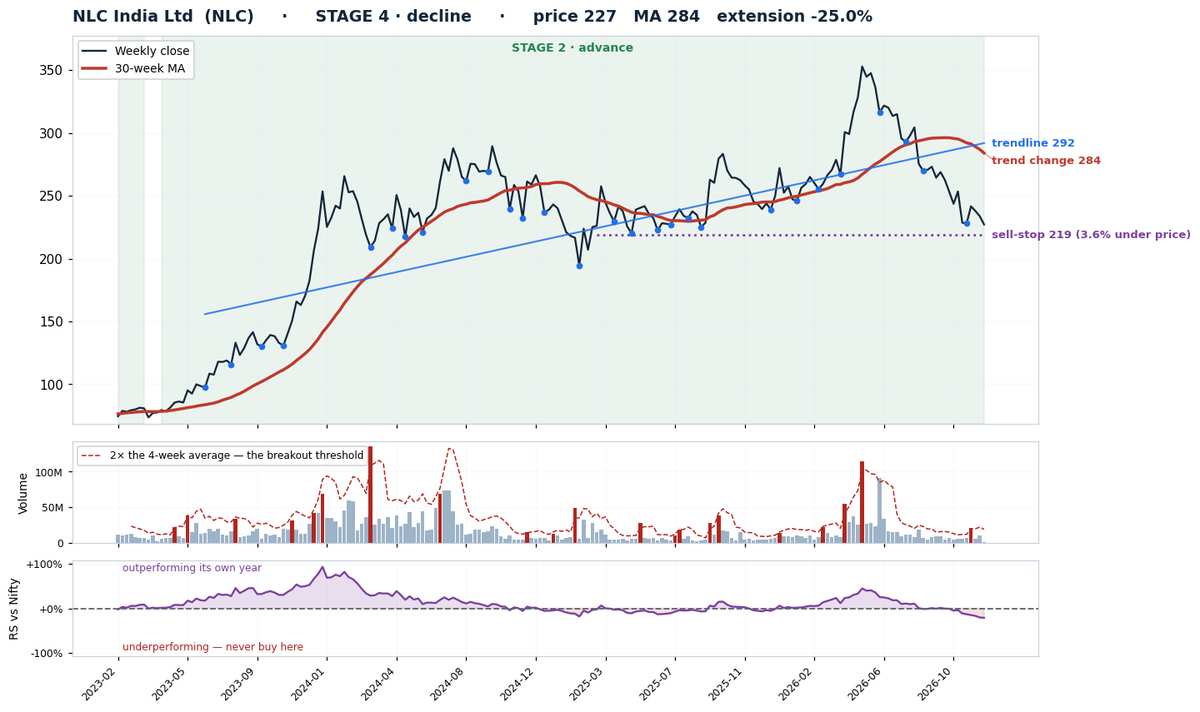 NLC India Ltd (NLC) · STAGE 4 · decline · price 227 MA 284 extension -25.0%
STAGE 2 · advance
Weekly close
30-week MA
350
300
250
200
150
100
trendline 292
trend change 284
sell-stop 219 (3.6% under price)
Volume
2× the 4-week average — the breakout threshold
100M
50M
0
RS vs Nifty
+100%
+0%
-100%
outperforming its own year
underperforming — never buy here
2023-02
2023-05
2023-09
2024-01
2024-04
2024-08
2024-12
2025-03
2025-07
2025-11
2026-02
2026-06
2026-10